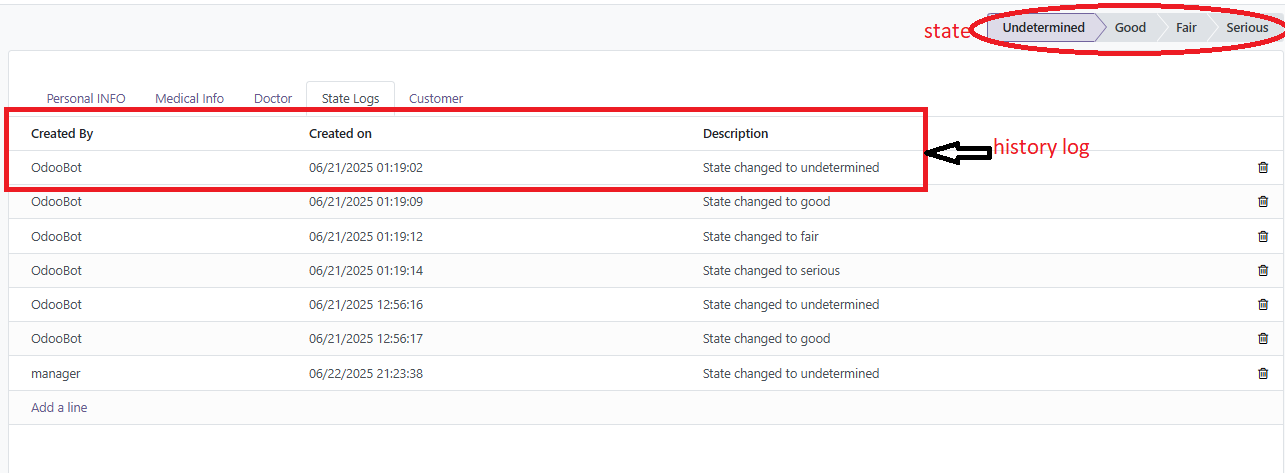 state
Undetermined Good Fair Serious
Personal INFO Medical Info Doctor State Logs Customer
Created By Created on Description
history log
OdooBot 06/21/2025 01:19:02 State changed to undetermined
OdooBot 06/21/2025 01:19:09 State changed to good
OdooBot 06/21/2025 01:19:12 State changed to fair
OdooBot 06/21/2025 01:19:14 State changed to serious
OdooBot 06/21/2025 12:56:16 State changed to undetermined
OdooBot 06/21/2025 12:56:17 State changed to good
manager 06/22/2025 21:23:38 State changed to undetermined
Add a line